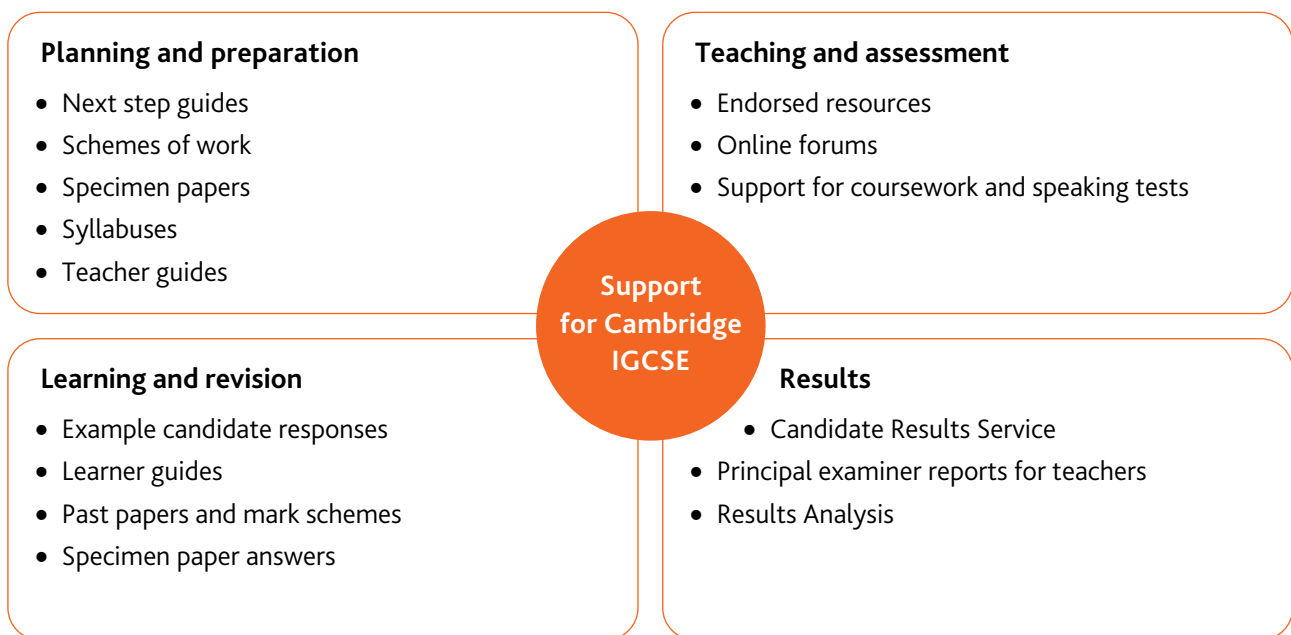 Planning and preparation
• Next step guides
• Schemes of work
• Specimen papers
• Syllabuses
• Teacher guides
Teaching and assessment
• Endorsed resources
• Online forums
• Support for coursework and speaking tests
Support
for Cambridge
IGCSE
Learning and revision
• Example candidate responses
• Learner guides
• Past papers and mark schemes
• Specimen paper answers
Results
• Candidate Results Service
• Principal examiner reports for teachers
• Results Analysis